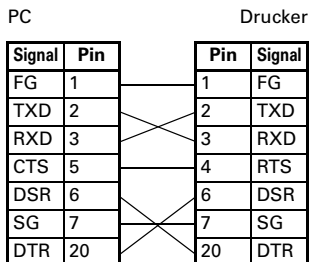 PC Drucker
Signal Pin Pin Signal
FG 1 1 FG
TXD 2 2 TXD
RXD 3 3 RXD
CTS 5 4 RTS
DSR 6 6 DSR
SG 7 7 SG
DTR 20 20 DTR